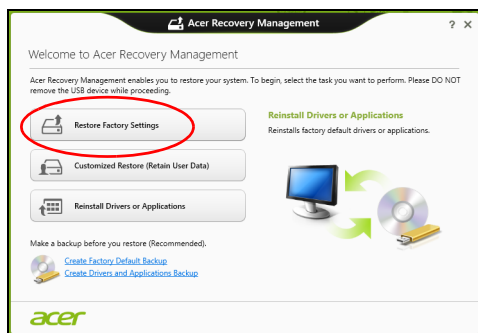 Acer Recovery Management
? X
Welcome to Acer Recovery Management
Acer Recovery Management enables you to restore your system. To begin, select the task you want to perform. Please DO NOT
remove the USB device while proceeding.
Restore Factory Settings
Reinstall Drivers or Applications
Reinstalls factory default drivers or applications.
Customized Restore (Retain User Data)
Reinstall Drivers or Applications
Make a backup before you restore (Recommended).
Create Factory Default Backup
Create Drivers and Applications Backup
acer